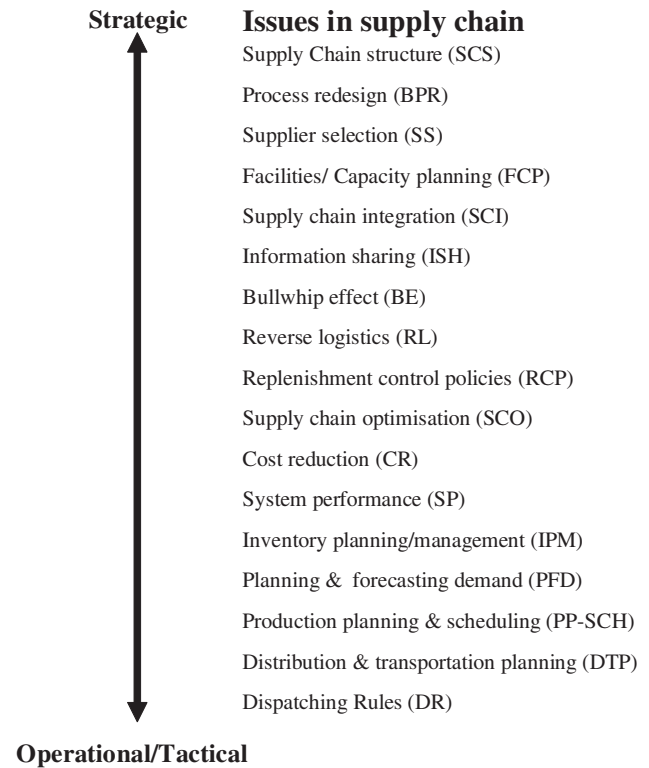 Strategic
Issues in supply chain
Supply Chain structure (SCS)
Process redesign (BPR)
Supplier selection (SS)
Facilities/ Capacity planning (FCP)
Supply chain integration (SCI)
Information sharing (ISH)
Bullwhip effect (BE)
Reverse logistics (RL)
Replenishment control policies (RCP)
Supply chain optimisation (SCO)
Cost reduction (CR)
System performance (SP)
Inventory planning/management (IPM)
Planning & forecasting demand (PFD)
Production planning & scheduling (PP-SCH)
Distribution & transportation planning (DTP)
Dispatching Rules (DR)
Operational/Tactical